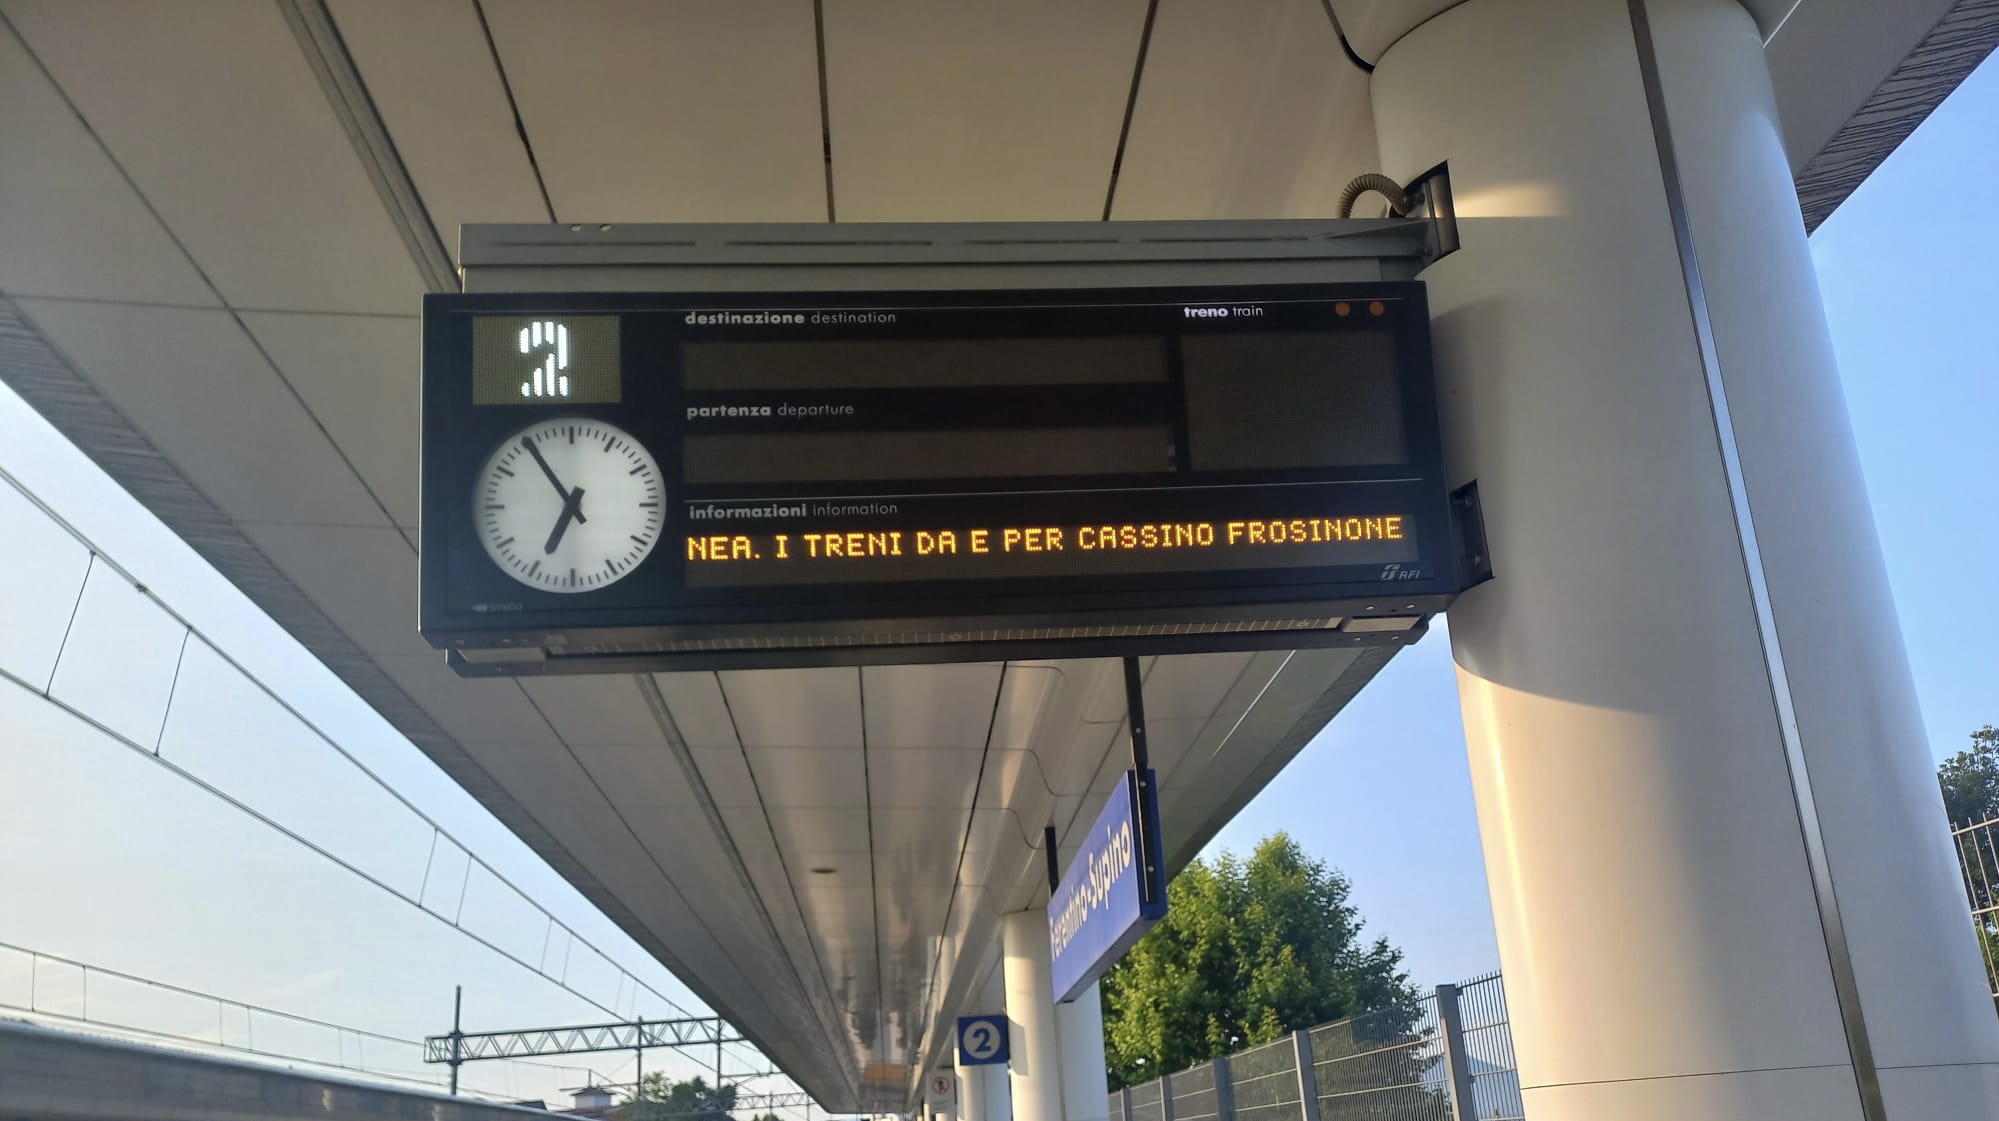 2
destinazione destination
treno train
partenza departure
informazioni information
NEA. I TRENI DA E PER CASSINO FROSINONE
RFI
SYSCO
Ferentino-Supino
2